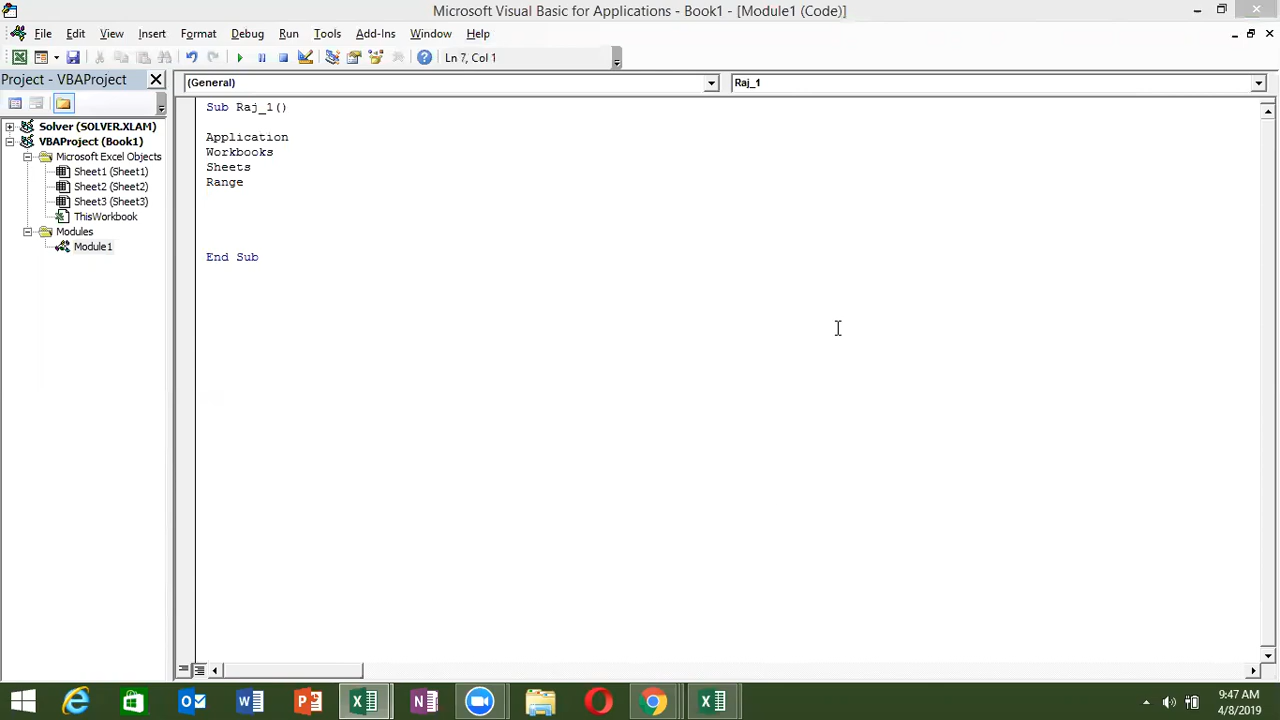 Microsoft Visual Basic for Applications - Book1 - [Module1 (Code)]
File Edit View Insert Format Debug Run Tools Add-Ins Window Help
Ln 7, Col 1
Project - VBAProject
(General)
Raj_1
Solver (SOLVER.XLAM)
VBAProject (Book1)
Microsoft Excel Objects
Sheet1 (Sheet1)
Sheet2 (Sheet2)
Sheet3 (Sheet3)
ThisWorkbook
Modules
Module1
Sub Raj_1()
Application
Workbooks
Sheets
Range
End Sub
9:47 AM
4/8/2019